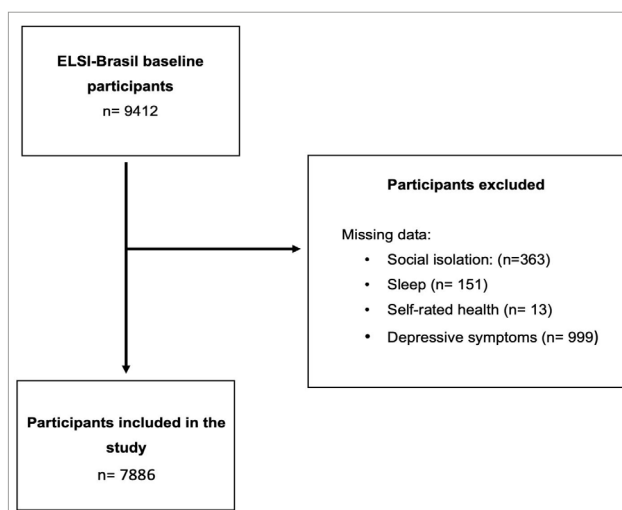 ELSI-Brasil baseline
participants
n= 9412
Participants excluded
Missing data:
• Social isolation: (n=363)
• Sleep (n= 151)
• Self-rated health (n= 13)
• Depressive symptoms (n= 999)
Participants included in the
study
n= 7886